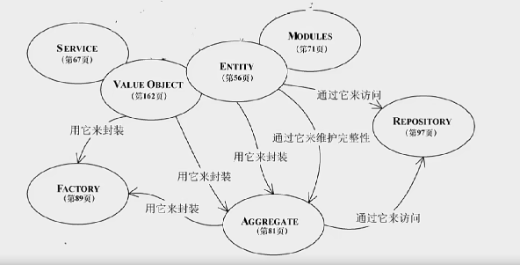 SERVICE
(第67页)
VALUE OBJECT
(第162页)
ENTITY
(第56页)
MODULES
(第71页)
通过它来访问
REPOSITORY
(第97页)
用它来封装
通过它来维护完整性
用它来封装
用它来封装
FACTORY
(第89页)
用它来封装
AGGREGATE
(第81页)
通过它来访问